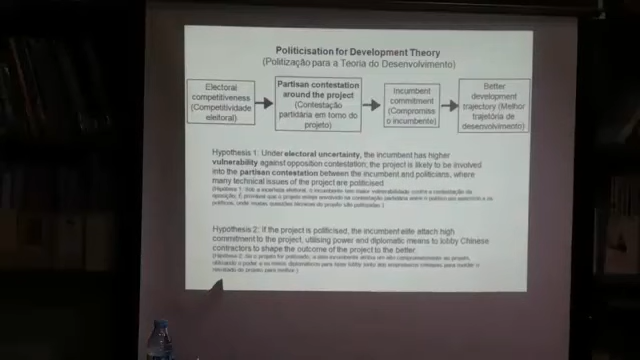 Politicisation for Development Theory
(Politização para a Teoria do Desenvolvimento)
Electoral
competitiveness
(Competitividade
eleitoral)
Partisan contestation
around the project
(Contestação
partidária em torno do
projeto)
Incumbent
commitment
(Compromiss
o incumbente)
Better
development
trajectory (Melhor
trajetória de
desenvolvimento)
Hypothesis 1: Under electoral uncertainty, the incumbent has higher
vulnerability against opposition contestation; the project is likely to be involved
into the partisan contestation between the incumbent and politicians, where
many technical issues of the project are politicised.
Hypothesis 2: If the project is politicised, the incumbent elite attach high
commitment to the project, utilising power and diplomatic means to lobby Chinese
contractors to shape the outcome of the project to the better.